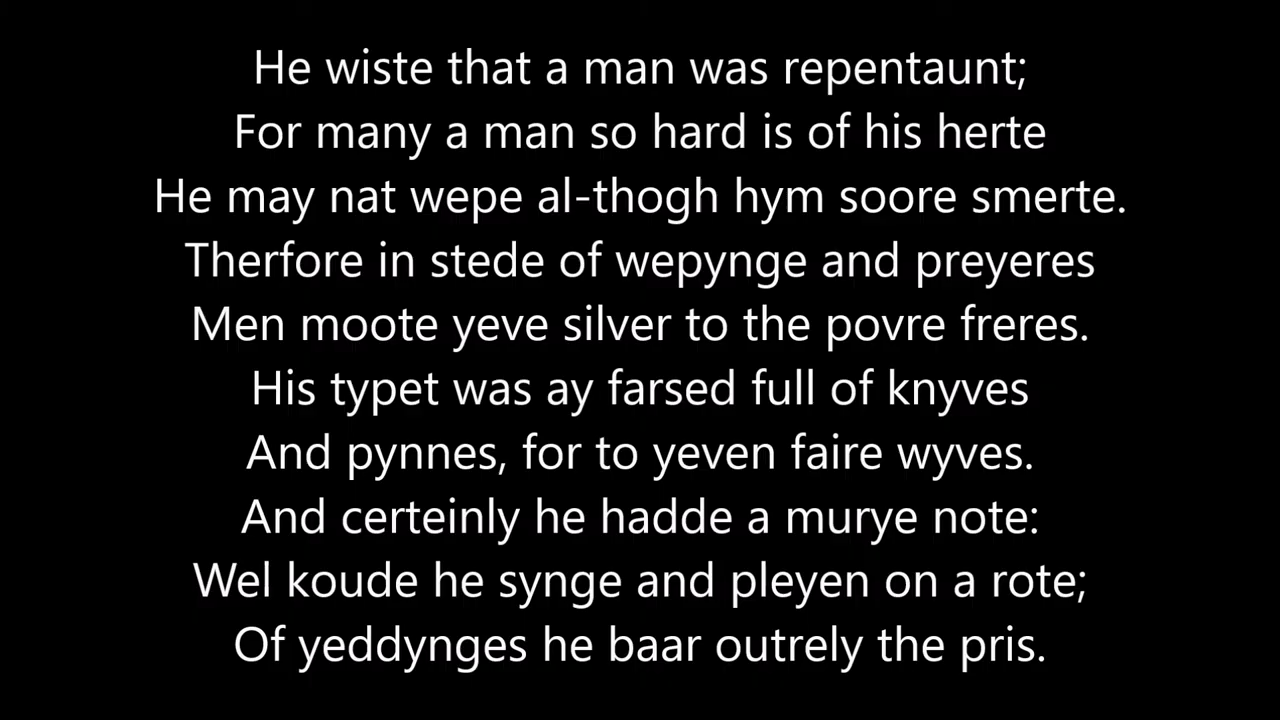 He wiste that a man was repentaunt;
For many a man so hard is of his herte
He may nat wepe al-thogh hym soore smerte.
Therfore in stede of wepynge and preyeres
Men moote yeve silver to the povre freres.
His typet was ay farsed full of knyves
And pynnes, for to yeven faire wyves.
And certeinly he hadde a murye note:
Wel koude he synge and pleyen on a rote;
Of yeddynges he baar outrely the pris.